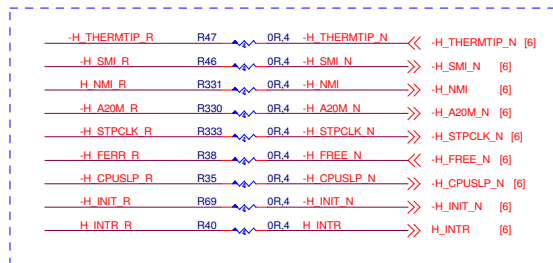 -H_THERMTIP_R R47 0R,4 -H_THERMTIP_N -H_THERMTIP_N [6]
-H_SMI_R R46 0R,4 -H_SMI_N -H_SMI_N [6]
H_NMI_R R331 0R,4 -H_NMI -H_NMI [6]
-H_A20M_R R330 0R,4 -H_A20M_N -H_A20M_N [6]
-H_STPCLK_R R333 0R,4 -H_STPCLK_N -H_STPCLK_N [6]
-H_FERR_R R38 0R,4 -H_FREE_N -H_FREE_N [6]
-H_CPUSLP_R R35 0R,4 -H_CPUSLP_N -H_CPUSLP_N [6]
-H_INIT_R R69 0R,4 -H_INIT_N -H_INIT_N [6]
H_INTR_R R40 0R,4 H_INTR H_INTR [6]